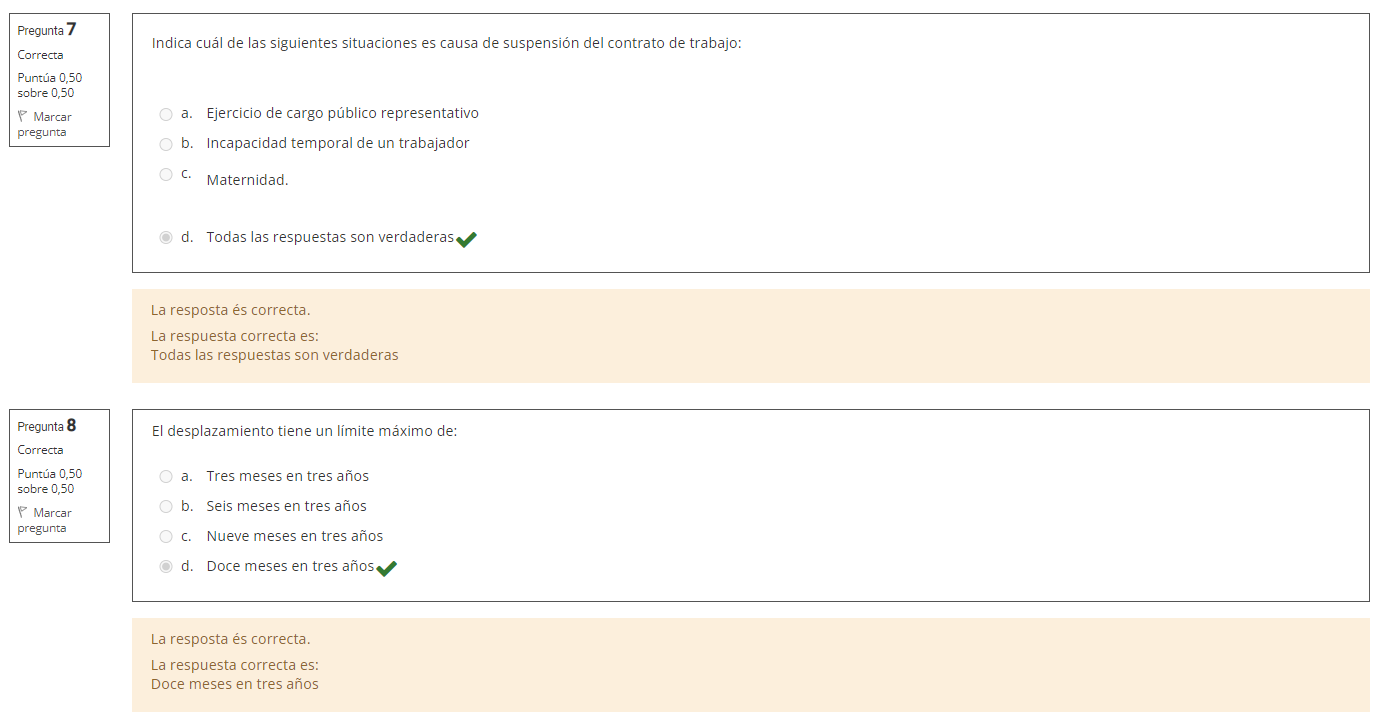 Pregunta 7
Correcta
Puntúa 0,50
sobre 0,50
Marcar
pregunta
Indica cuál de las siguientes situaciones es causa de suspensión del contrato de trabajo:
a. Ejercicio de cargo público representativo
b. Incapacidad temporal de un trabajador
c. Maternidad.
d. Todas las respuestas son verdaderas
La resposta és correcta.
La respuesta correcta es:
Todas las respuestas son verdaderas
Pregunta 8
Correcta
Puntúa 0,50
sobre 0,50
Marcar
pregunta
El desplazamiento tiene un límite máximo de:
a. Tres meses en tres años
b. Seis meses en tres años
c. Nueve meses en tres años
d. Doce meses en tres años
La resposta és correcta.
La respuesta correcta es:
Doce meses en tres años